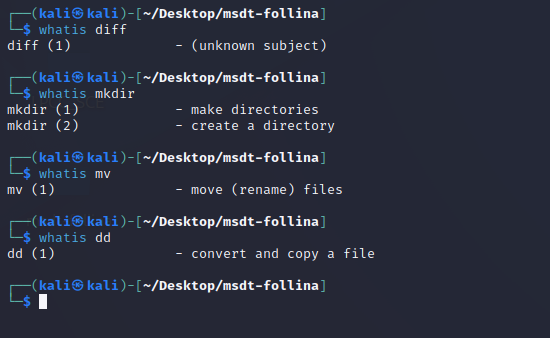 ┌──(kali㉿kali)-[~/Desktop/msdt-follina]
└─$ whatis diff
diff (1)             - (unknown subject)
┌──(kali㉿kali)-[~/Desktop/msdt-follina]
└─$ whatis mkdir
mkdir (1)            - make directories
mkdir (2)            - create a directory
┌──(kali㉿kali)-[~/Desktop/msdt-follina]
└─$ whatis mv
mv (1)               - move (rename) files
┌──(kali㉿kali)-[~/Desktop/msdt-follina]
└─$ whatis dd
dd (1)               - convert and copy a file
┌──(kali㉿kali)-[~/Desktop/msdt-follina]
└─$